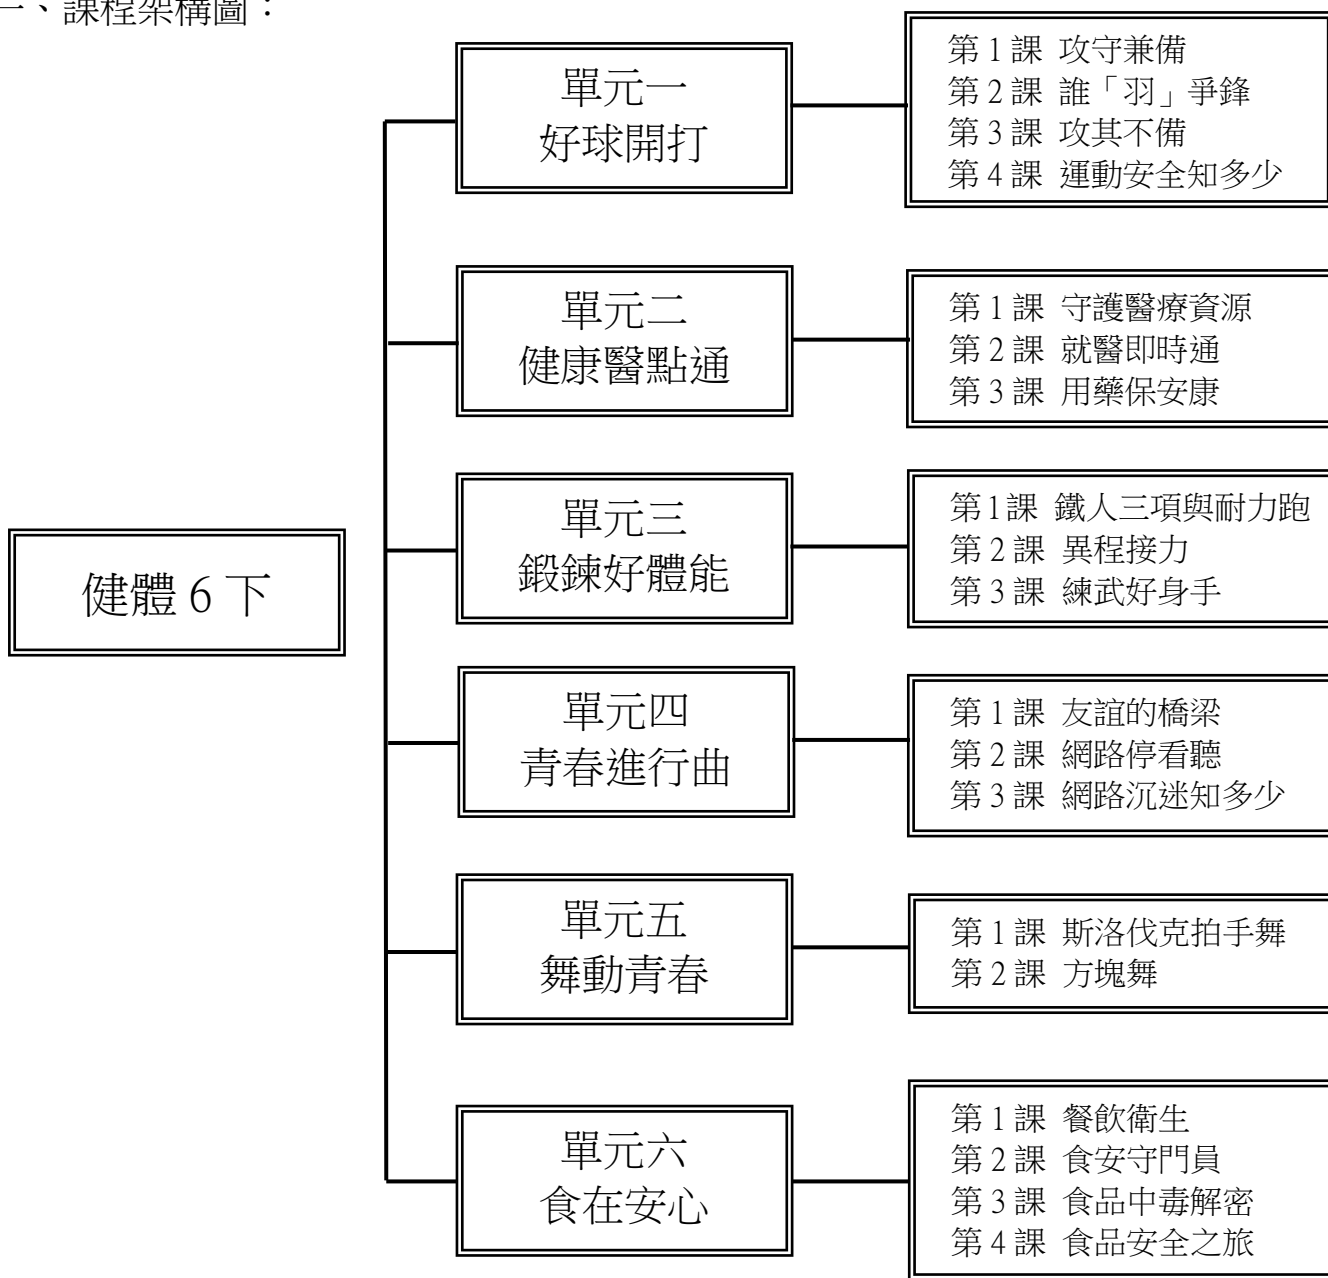 一、課程架構圖：
健體 6 下
單元一
好球開打
第 1 課 攻守兼備
第 2 課 誰「羽」爭鋒
第 3 課 攻其不備
第 4 課 運動安全知多少
單元二
健康醫點通
第 1 課 守護醫療資源
第 2 課 就醫即時通
第 3 課 用藥保安康
單元三
鍛鍊好體能
第 1 課 鐵人三項與耐力跑
第 2 課 異程接力
第 3 課 練武好身手
單元四
青春進行曲
第 1 課 友誼的橋梁
第 2 課 網路停看聽
第 3 課 網路沉迷知多少
單元五
舞動青春
第 1 課 斯洛伐克拍手舞
第 2 課 方塊舞
單元六
食在安心
第 1 課 餐飲衛生
第 2 課 食安守門員
第 3 課 食品中毒解密
第 4 課 食品安全之旅